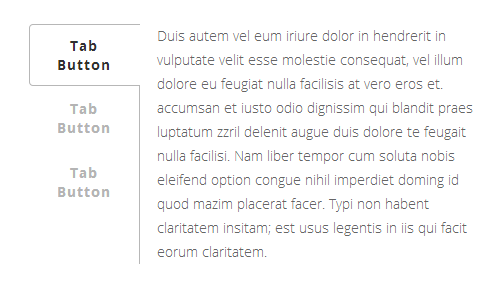 Tab
Button
Tab
Button
Tab
Button
Duis autem vel eum iriure dolor in hendrerit in
vulputate velit esse molestie consequat, vel illum
dolore eu feugiat nulla facilisis at vero eros et.
accumsan et iusto odio dignissim qui blandit praes
luptatum zzril delenit augue duis dolore te feugait
nulla facilisi. Nam liber tempor cum soluta nobis
eleifend option congue nihil imperdiet doming id
quod mazim placerat facer. Typi non habent
claritatem insitam; est usus legentis in iis qui facit
eorum claritatem.